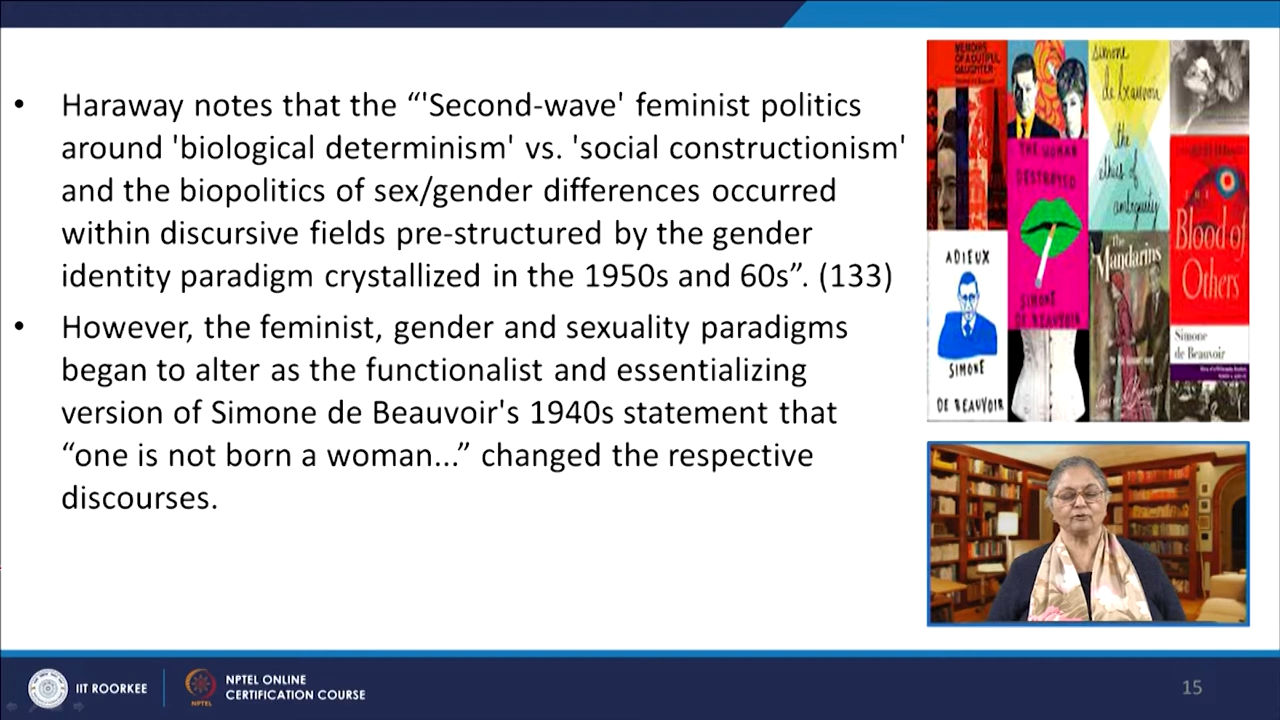 • Haraway notes that the “'Second-wave' feminist politics
around 'biological determinism' vs. 'social constructionism'
and the biopolitics of sex/gender differences occurred
within discursive fields pre-structured by the gender
identity paradigm crystallized in the 1950s and 60s”. (133)
• However, the feminist, gender and sexuality paradigms
began to alter as the functionalist and essentializing
version of Simone de Beauvoir's 1940s statement that
“one is not born a woman...” changed the respective
discourses.
MEMOIRS
OF A DUTIFUL
DAUGHTER
THE WOMAN
DESTROYED
SIMONE
DE BEAUVOIR
simone
de beauvoir
the
ethics of
ambiguity
Blood of
Others
Simone
de Beauvoir
ADIEUX
SIMONE
DE BEAUVOIR
The
Mandarins
IIT ROORKEE
NPTEL
NPTEL ONLINE
CERTIFICATION COURSE
15